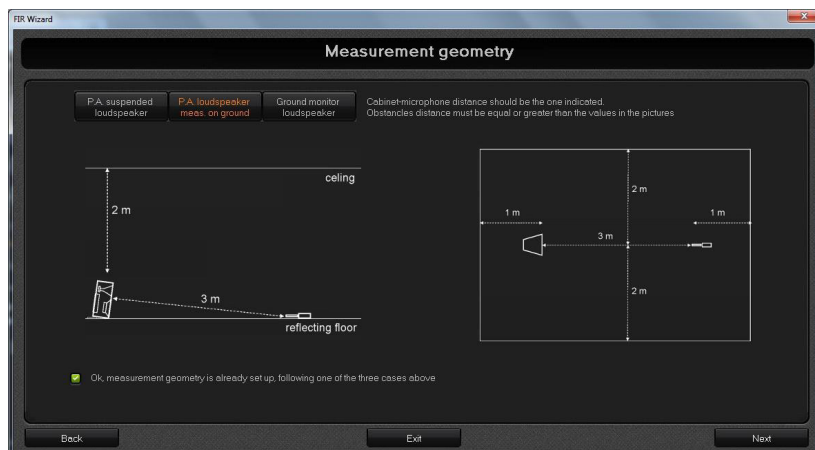 FIR Wizard
Measurement geometry
P.A. suspended
loudspeaker
P.A. loudspeaker
meas. on ground
Ground monitor
loudspeaker
Cabinet-microphone distance should be the one indicated.
Obstancles distance must be equal or greater than the values in the pictures
celing
2 m
3 m
reflecting floor
2 m
1 m
1 m
3 m
2 m
Ok, measurement geometry is already set up, following one of the three cases above
Back
Exit
Next